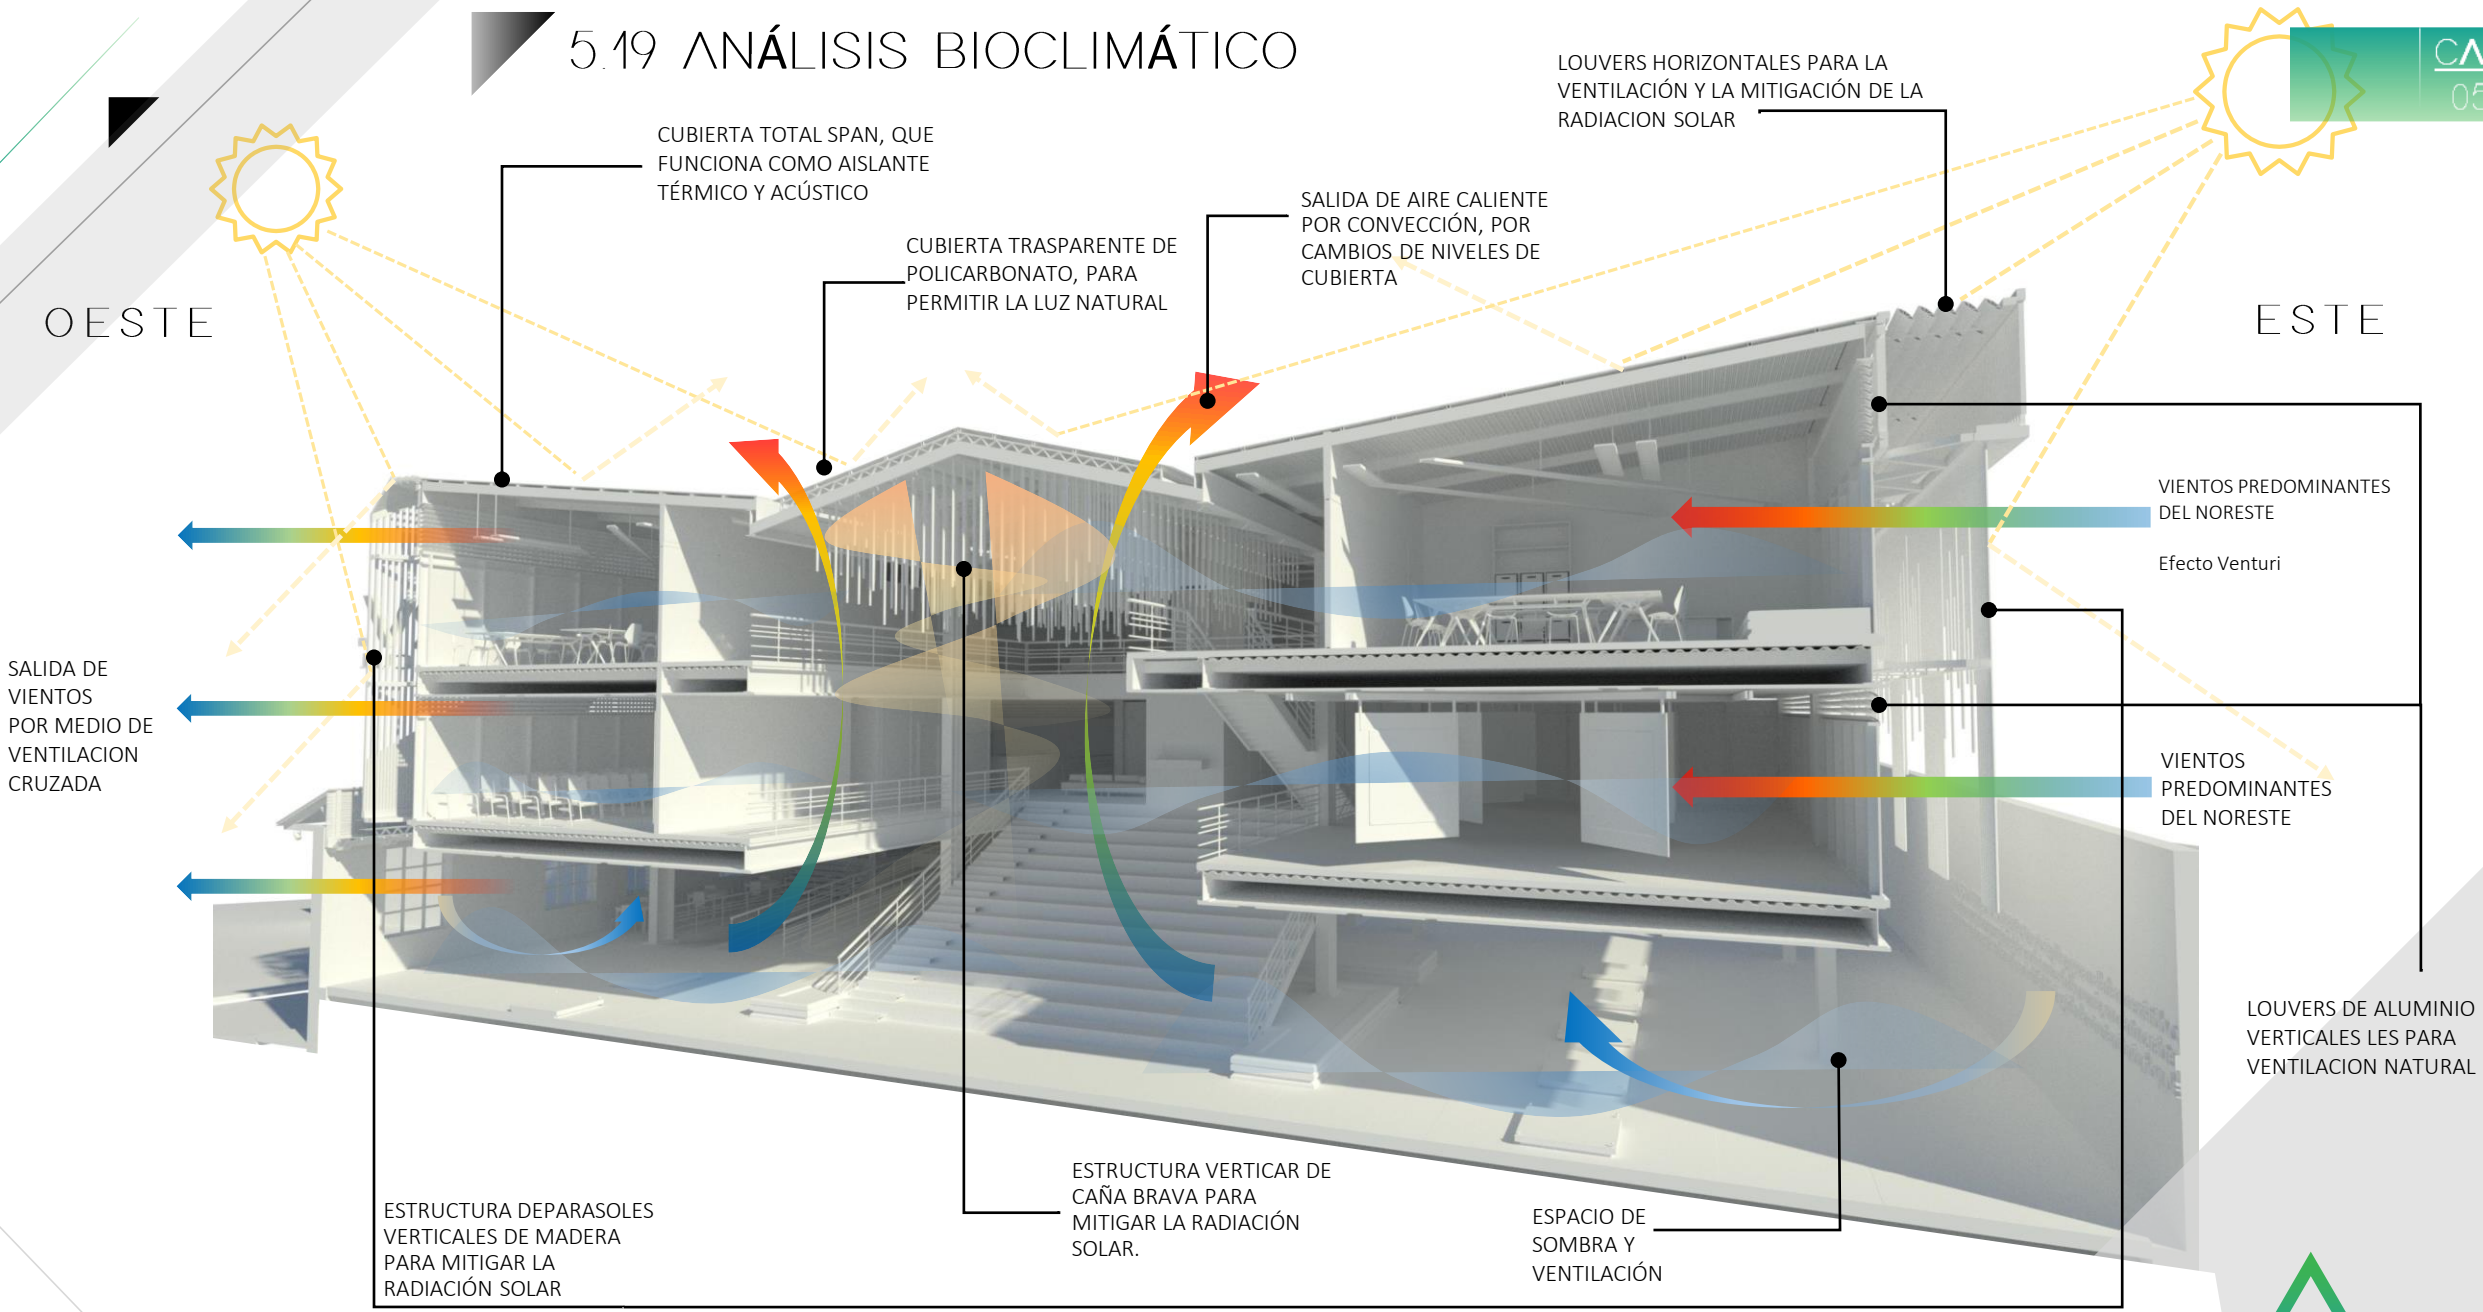 5.19 ANÁLISIS BIOCLIMÁTICO
05
LOUVERS HORIZONTALES PARA LA
VENTILACIÓN Y LA MITIGACIÓN DE LA
RADIACION SOLAR
CUBIERTA TOTAL SPAN, QUE
FUNCIONA COMO AISLANTE
TÉRMICO Y ACÚSTICO
SALIDA DE AIRE CALIENTE
POR CONVECCIÓN, POR
CAMBIOS DE NIVELES DE
CUBIERTA
CUBIERTA TRASPARENTE DE
POLICARBONATO, PARA
PERMITIR LA LUZ NATURAL
OESTE
ESTE
VIENTOS PREDOMINANTES
DEL NORESTE
Efecto Venturi
SALIDA DE
VIENTOS
POR MEDIO DE
VENTILACION
CRUZADA
VIENTOS
PREDOMINANTES
DEL NORESTE
LOUVERS DE ALUMINIO
VERTICALES LES PARA
VENTILACION NATURAL
ESTRUCTURA DEPARASOLES
VERTICALES DE MADERA
PARA MITIGAR LA
RADIACIÓN SOLAR
ESTRUCTURA VERTICAR DE
CAÑA BRAVA PARA
MITIGAR LA RADIACIÓN
SOLAR.
ESPACIO DE
SOMBRA Y
VENTILACIÓN